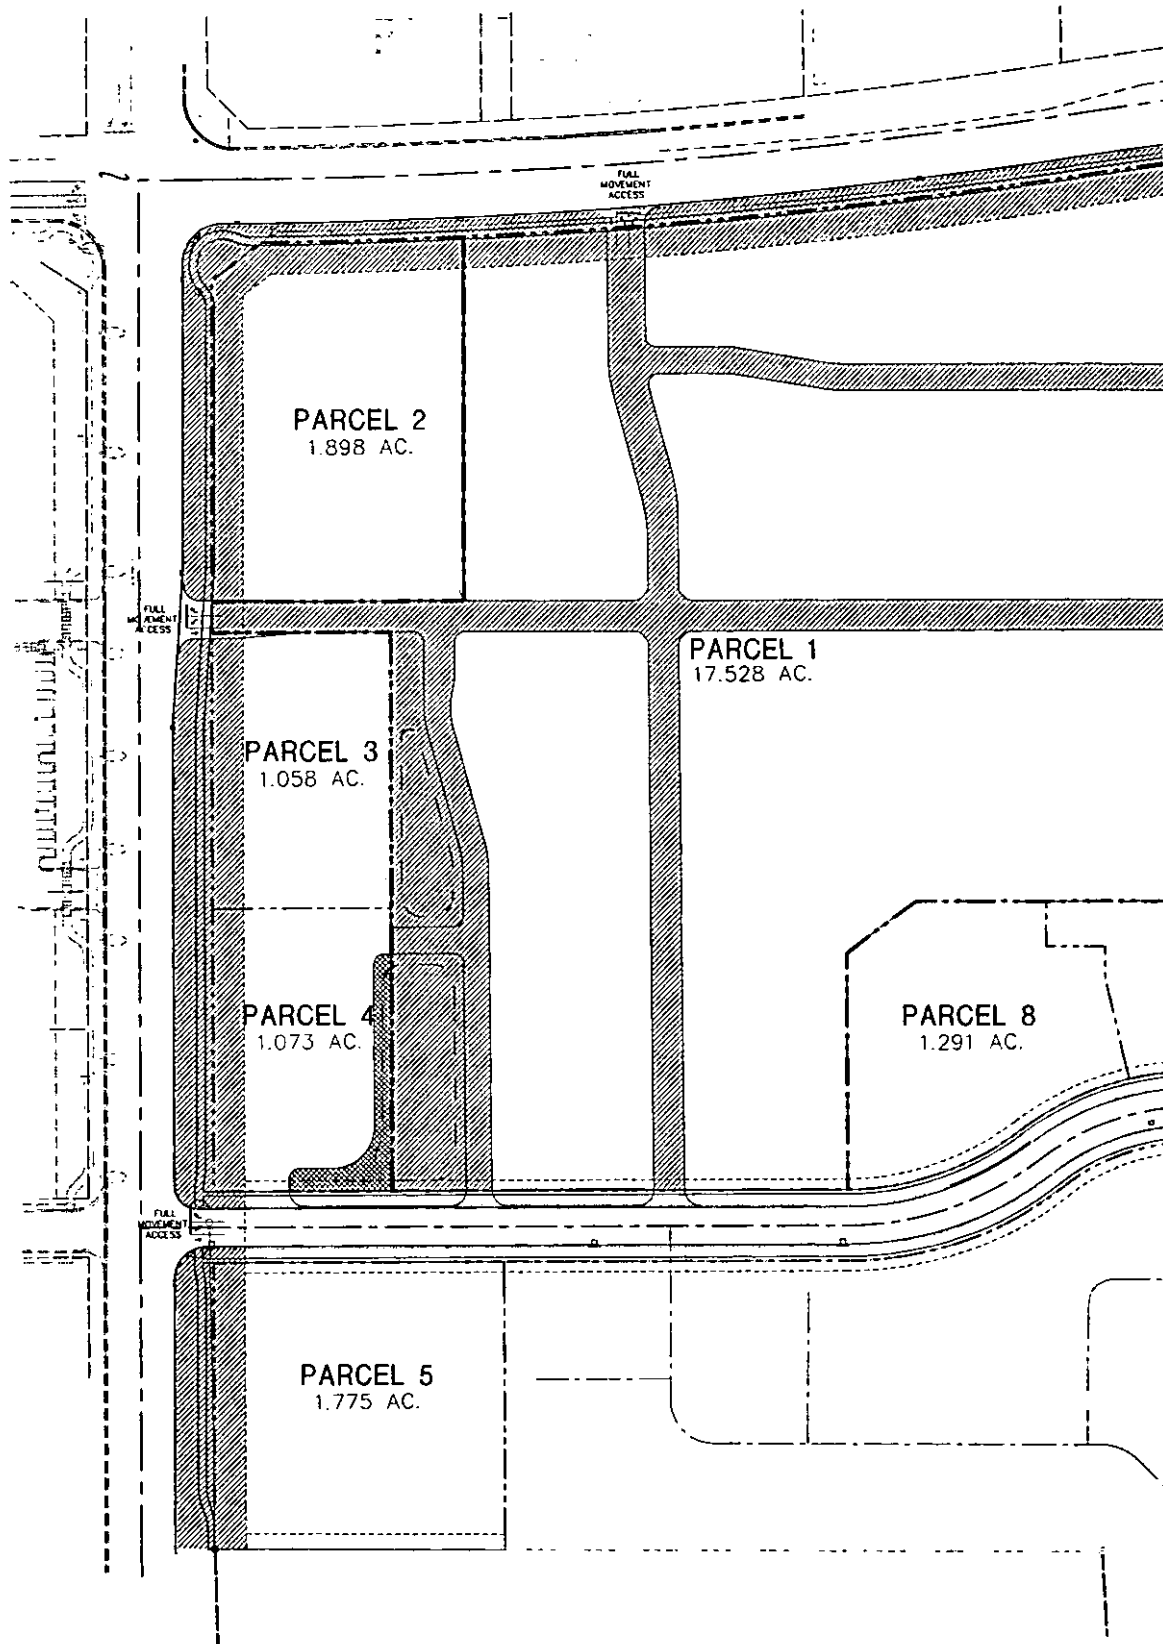 FULL
MOVEMENT
ACCESS
PARCEL 2
1.898 AC.
FULL
MOVEMENT
ACCESS
PARCEL 1
17.528 AC.
PARCEL 3
1.058 AC.
PARCEL 4
1.073 AC.
PARCEL 8
1.291 AC.
FULL
MOVEMENT
ACCESS
PARCEL 5
1.775 AC.